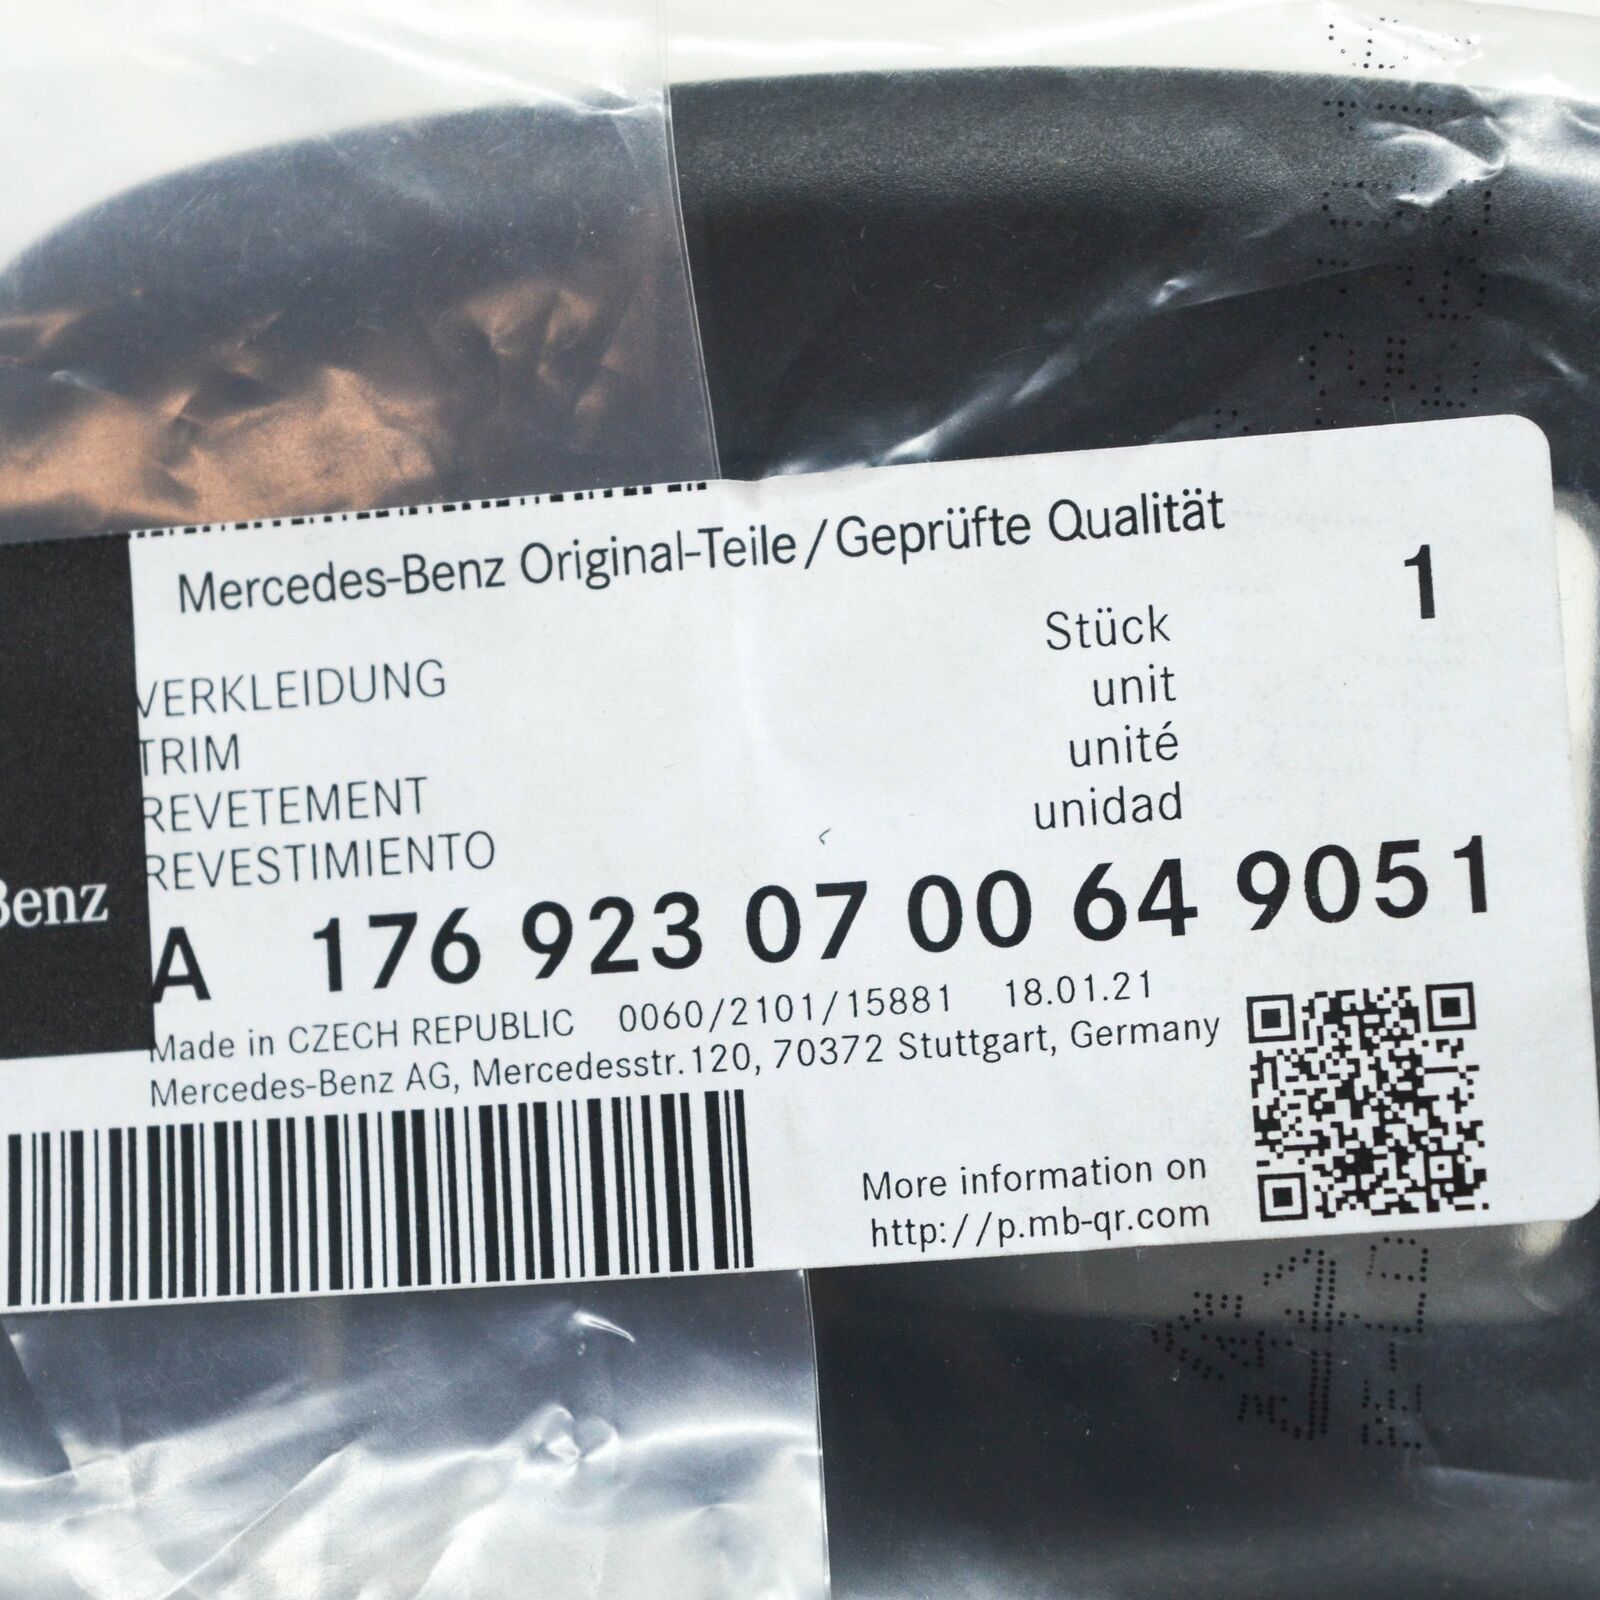 Mercedes-Benz Original-Teile/Geprüfte Qualität
Stück 1
VERKLEIDUNG
unit
TRIM
unité
REVETEMENT
unidad
REVESTIMIENTO
Benz
A 176 923 07 00 64 9051
Made in CZECH REPUBLIC 0060/2101/15881 18.01.21
Mercedes-Benz AG, Mercedesstr.120, 70372 Stuttgart, Germany
More information on
http://p.mb-qr.com